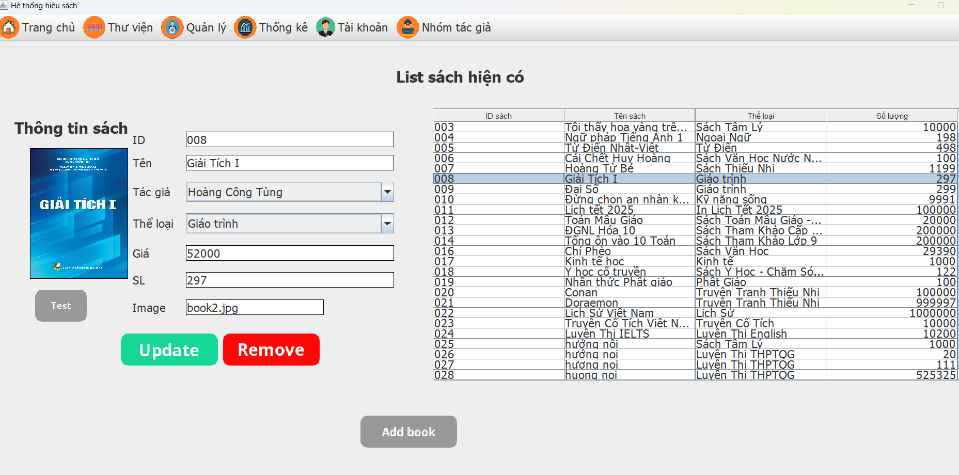 Hệ thống hiệu sách
Trang chủ Thư viện Quản lý Thống kê Tài khoản Nhóm tác giả
List sách hiện có
Thông tin sách
GIẢI TÍCH I
Test
ID 008
Tên Giải Tích I
Tác giả Hoàng Công Tùng
Thể loại Giáo trình
Giá 52000
SL 297
Image book2.jpg
Update Remove
Add book
ID sách Tên sách Thể loại Số lượng
003 Tôi thấy hoa vàng trê... Sách Tâm Lý 10000
004 Ngữ pháp Tiếng Anh 1 Ngoại Ngữ 198
005 Từ Điển Nhật-Việt Từ Điển 498
006 Cái Chết Huy Hoàng Sách Văn Học Nước N... 100
007 Hoàng Tử Bé Sách Thiếu Nhi 1199
008 Giải Tích I Giáo trình 297
009 Đại Số Giáo trình 299
010 Đừng chọn an nhàn k... Kỹ năng sống 9991
011 Lịch tết 2025 In Lịch Tết 2025 100000
012 Toán Mẫu Giáo Sách Toán Mẫu Giáo -... 20000
013 ĐGNL Hóa 10 Sách Tham Khảo Cấp ... 200000
014 Tổng ôn vào 10 Toán Sách Tham Khảo Lớp 9 200000
016 Chí Phèo Sách Văn Học 29390
017 Kinh tế học Kinh tế 1000
018 Y học cổ truyền Sách Y Học - Chăm Só... 122
019 Nhân thức Phật giáo Phật Giáo 100
020 Conan Truyện Tranh Thiếu Nhi 100000
021 Doraemon Truyện Tranh Thiếu Nhi 999997
022 Lịch Sử Việt Nam Lịch Sử 1000000
023 Truyện Cổ Tích Việt N... Truyện Cổ Tích 10000
024 Luyện Thi IELTS Luyện Thi English 10200
025 hướng nội Sách Tâm Lý 1000
026 hướng noi Luyện Thi THPTQG 20
027 hương noi Luyện Thi THPTQG 111
028 huong noi Luyện Thi THPTQG 525325